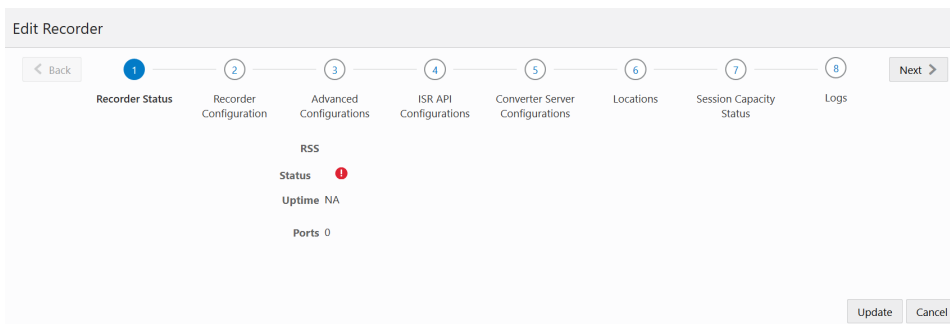 Edit Recorder
Back
1
2
3
4
5
6
7
8
Next
Recorder Status
Recorder
Configuration
Advanced
Configurations
ISR API
Configurations
Converter Server
Configurations
Locations
Session Capacity
Status
Logs
RSS
Status
Uptime NA
Ports 0
Update
Cancel